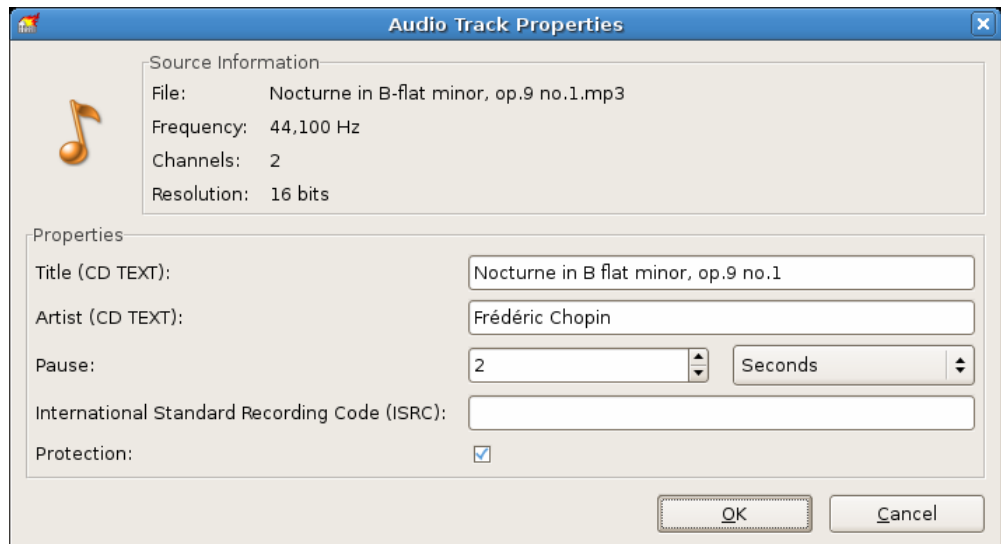 Audio Track Properties
Source Information
File: Nocturne in B-flat minor, op.9 no.1.mp3
Frequency: 44,100 Hz
Channels: 2
Resolution: 16 bits
Properties
Title (CD TEXT): Nocturne in B flat minor, op.9 no.1
Artist (CD TEXT): Frédéric Chopin
Pause: 2 Seconds
International Standard Recording Code (ISRC):
Protection:
OK Cancel